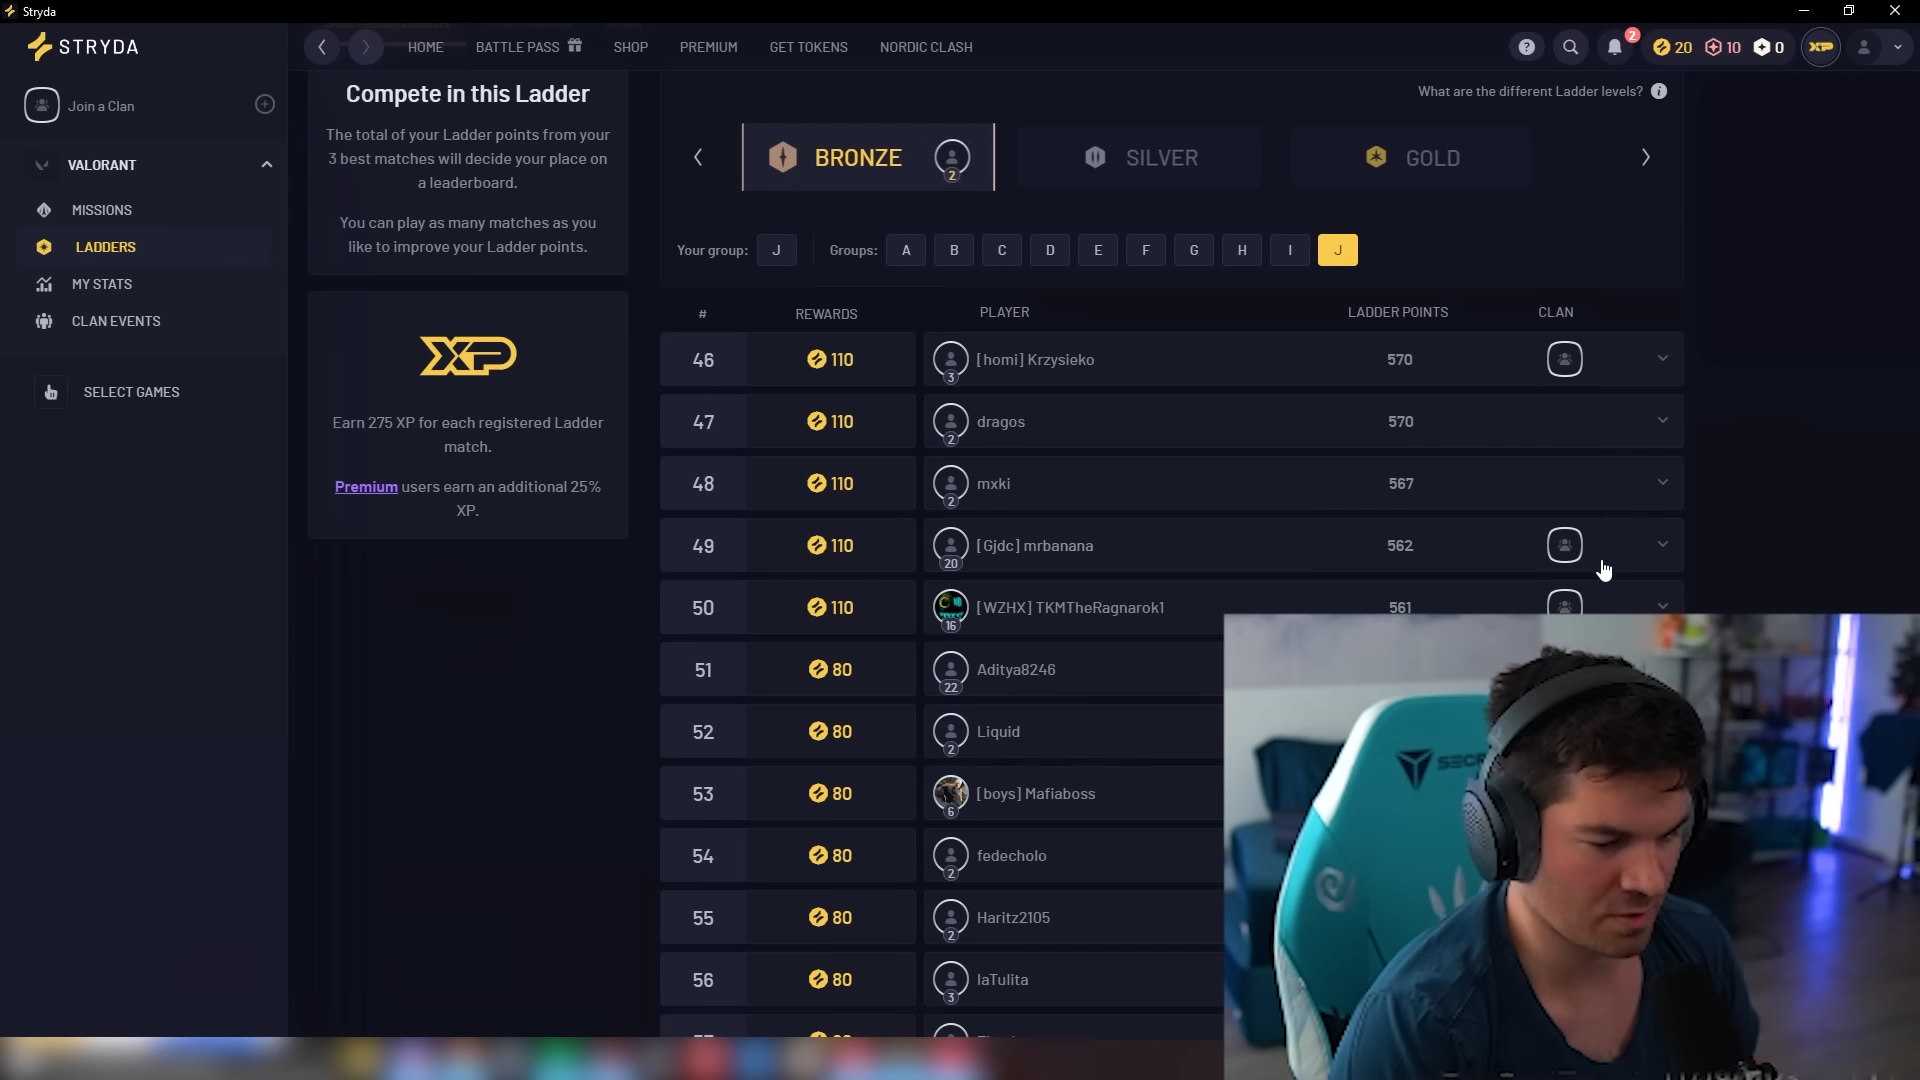 Stryda
STRYDA
HOME BATTLE PASS SHOP PREMIUM GET TOKENS NORDIC CLASH
? 2 20 10 0 XP
Join a Clan
VALORANT
MISSIONS
LADDERS
MY STATS
CLAN EVENTS
SELECT GAMES
Compete in this Ladder
The total of your Ladder points from your
3 best matches will decide your place on
a leaderboard.
You can play as many matches as you
like to improve your Ladder points.
XP
Earn 275 XP for each registered Ladder
match.
Premium users earn an additional 25%
XP.
What are the different Ladder levels? i
BRONZE 2 SILVER GOLD
Your group: J Groups: A B C D E F G H I J
# REWARDS PLAYER LADDER POINTS CLAN
46 110 3 [homi] Krzysieko 570
47 110 2 dragos 570
48 110 2 mxki 567
49 110 20 [Gjdc] mrbanana 562
50 110 16 [WZHX] TKMTheRagnarok1 561
51 80 22 Aditya8246
52 80 2 Liquid
53 80 6 [boys] Mafiaboss
54 80 2 fedecholo
55 80 2 Haritz2105
56 80 3 laTulita